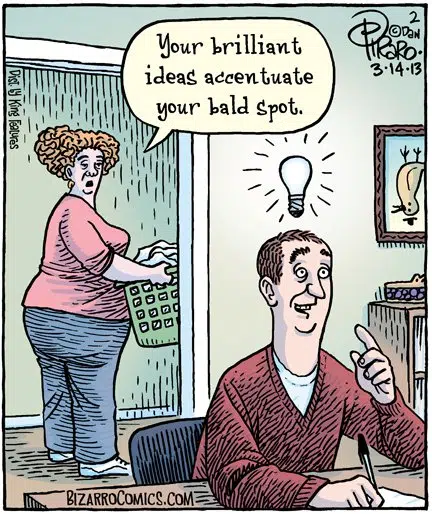 Your brilliant
ideas accentuate
your bald spot.
2
©Dan
PIRARO.
3-14-13
Dist. by King Features
BIZARROCOMICS.COM